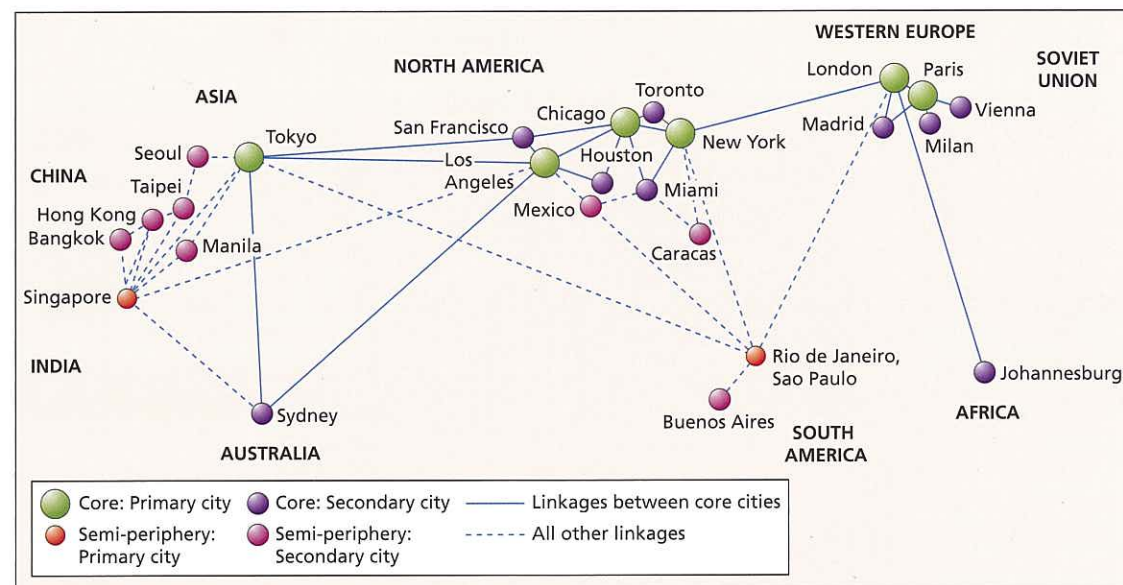 WESTERN EUROPE
SOVIET
UNION
NORTH AMERICA
London
Paris
Toronto
ASIA
Chicago
San Francisco
Vienna
Madrid
Tokyo
New York
Milan
Seoul
Los
Angeles
Houston
CHINA
Taipei
Miami
Hong Kong
Mexico
Bangkok
Manila
Caracas
Singapore
INDIA
Rio de Janeiro,
Sao Paulo
Johannesburg
Sydney
Buenos Aires
AFRICA
AUSTRALIA
SOUTH
AMERICA
Core: Primary city
Core: Secondary city
Linkages between core cities
Semi-periphery:
Primary city
Semi-periphery:
Secondary city
All other linkages